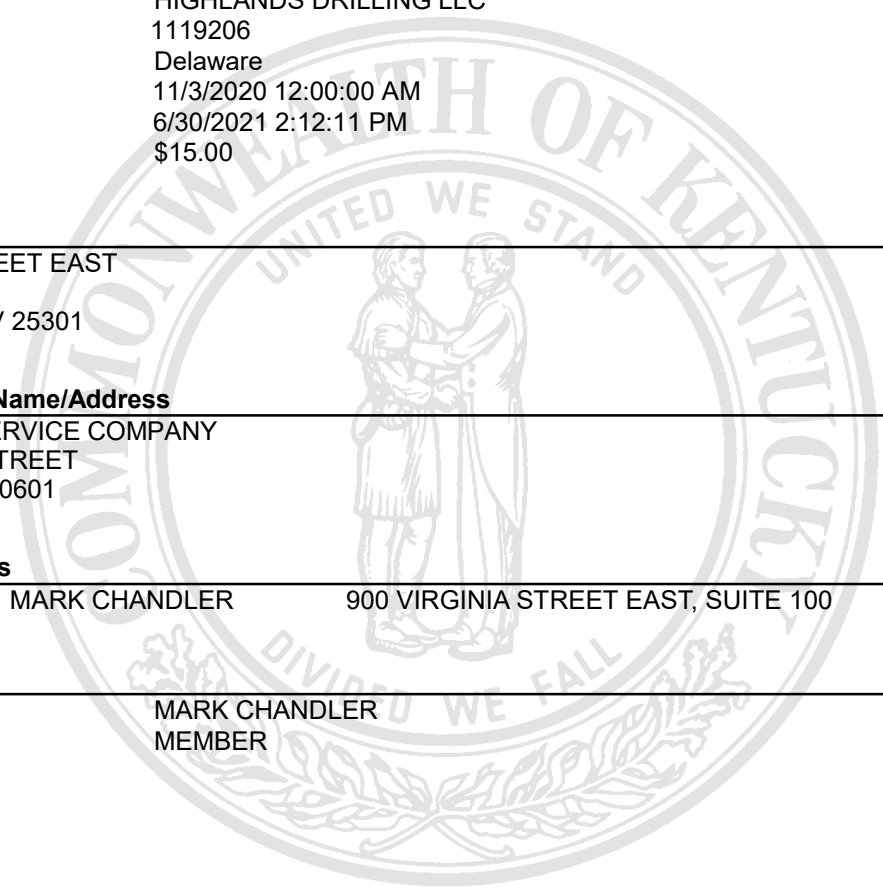 HIGHLANDS DRILLING LLC
1119206
Delaware
11/3/2020 12:00:00 AM
6/30/2021 2:12:11 PM
$15.00
COMMONWEALTH OF KENTUCKY
UNITED WE STAND
EET EAST
25301
Name/Address
ERVICE COMPANY
TREET
0601
s
MARK CHANDLER 900 VIRGINIA STREET EAST, SUITE 100
DIVIDED WE FALL
MARK CHANDLER
MEMBER